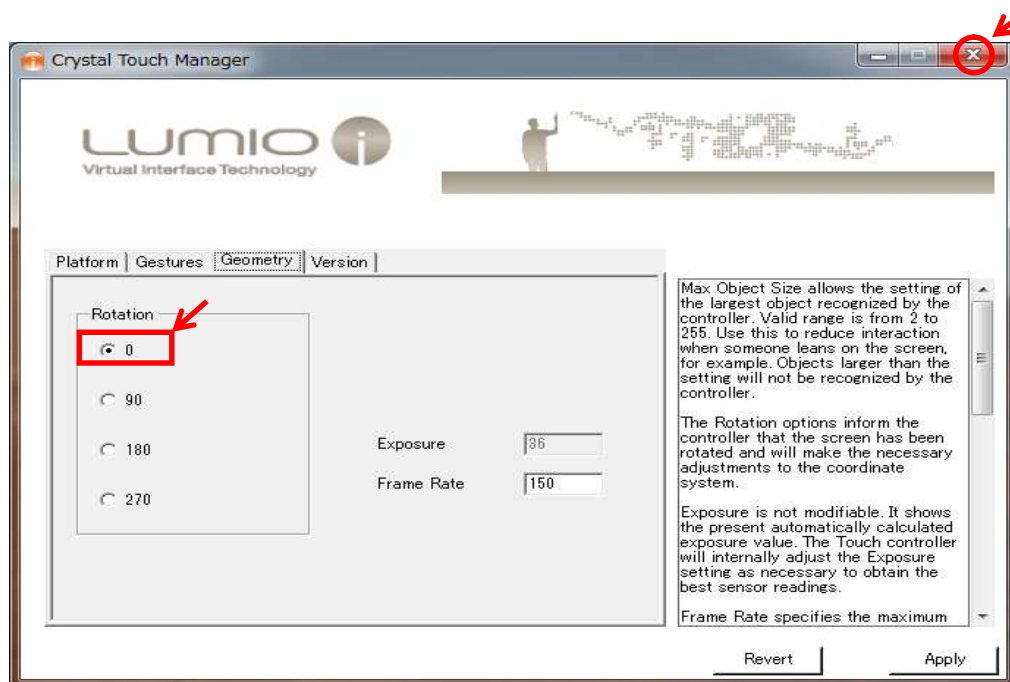 Crystal Touch Manager
LUMIO
Virtual Interface Technology
Platform
Gestures
Geometry
Version
Rotation
0
90
180
270
Exposure 36
Frame Rate 150
Max Object Size allows the setting of
the largest object recognized by the
controller. Valid range is from 2 to
255. Use this to reduce interaction
when someone leans on the screen,
for example. Objects larger than the
setting will not be recognized by the
controller.
The Rotation options inform the
controller that the screen has been
rotated and will make the necessary
adjustments to the coordinate
system.
Exposure is not modifiable. It shows
the present automatically calculated
exposure value. The Touch controller
will internally adjust the Exposure
setting as necessary to obtain the
best sensor readings.
Frame Rate specifies the maximum
Revert
Apply